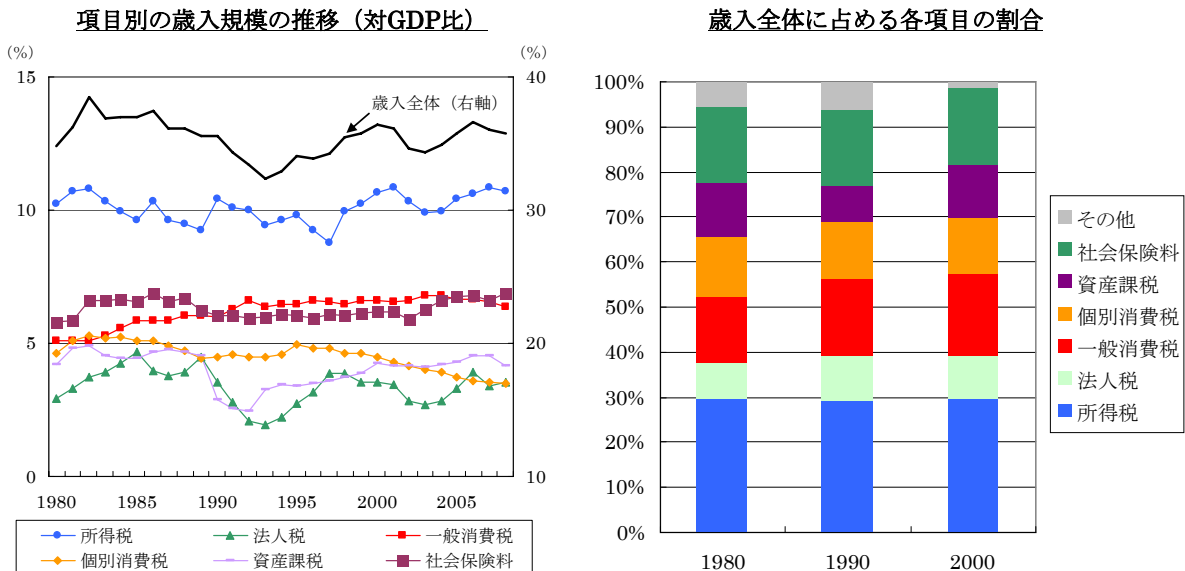 項目別の歳入規模の推移（対GDP比）
（%）
（%）
15
10
5
0
40
30
20
10
歳入全体（右軸）
1980
1985
1990
1995
2000
2005
所得税
法人税
一般消費税
個別消費税
資産課税
社会保険料
歳入全体に占める各項目の割合
100%
90%
80%
70%
60%
50%
40%
30%
20%
10%
0%
1980
1990
2000
その他
社会保険料
資産課税
個別消費税
一般消費税
法人税
所得税